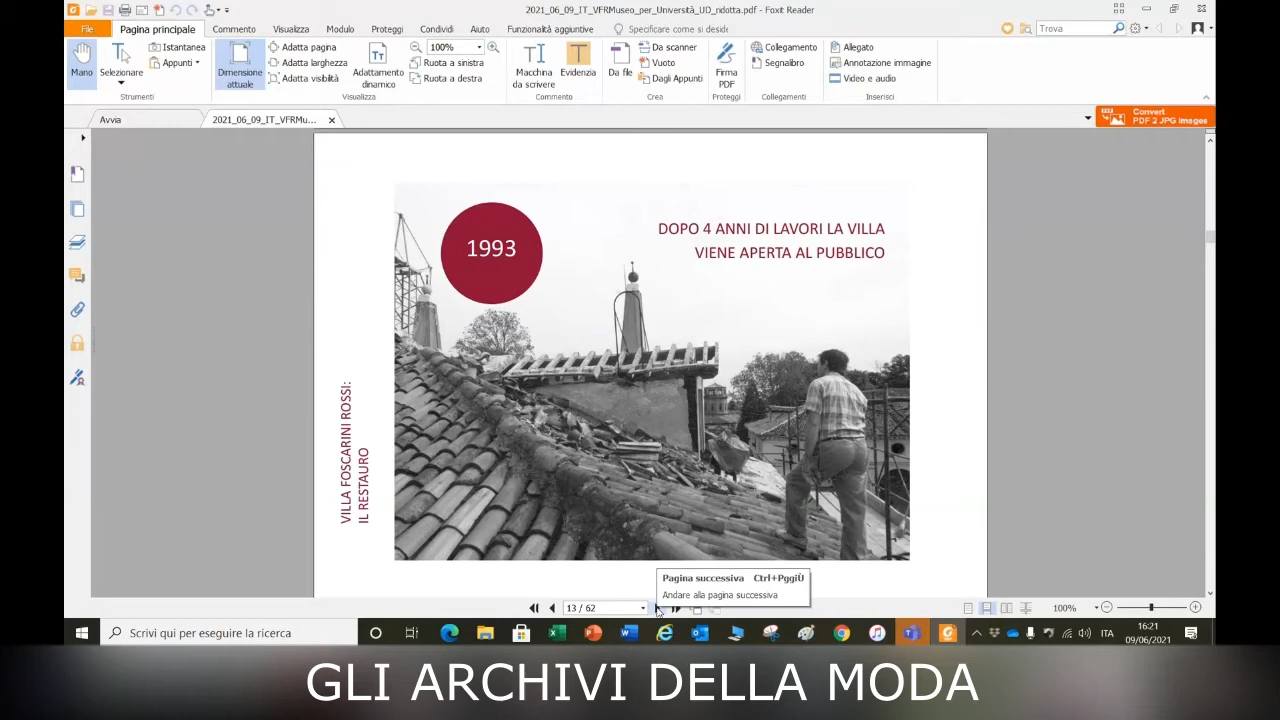 2021_06_09_IT_VFRMuseo_per_Università_UD_ridotta.pdf - Foxit Reader
File
Pagina principale
Commento
Visualizza
Modulo
Proteggi
Condividi
Aiuto
Funzionalità aggiuntive
Specificare come si deside
Trova
Mano
Selezionare
Istantanea
Appunti
Strumenti
Dimensione
attuale
Adatta pagina
Adatta larghezza
Adatta visibilità
Adattamento
dinamico
100%
Ruota a sinistra
Ruota a destra
Visualizza
Macchina
da scrivere
Evidenzia
Commento
Da file
Da scanner
Vuoto
Dagli Appunti
Crea
Firma
PDF
Proteggi
Collegamento
Segnalibro
Collegamenti
Allegato
Annotazione immagine
Video e audio
Inserisci
Avvia
2021_06_09_IT_VFRMu...
Convert
PDF 2 JPG Images
1993
DOPO 4 ANNI DI LAVORI LA VILLA
VIENE APERTA AL PUBBLICO
VILLA FOSCARINI ROSSI:
IL RESTAURO
Pagina successiva Ctrl+PggiÙ
Andare alla pagina successiva
13 / 62
100%
Scrivi qui per eseguire la ricerca
ITA
16:21
09/06/2021
GLI ARCHIVI DELLA MODA